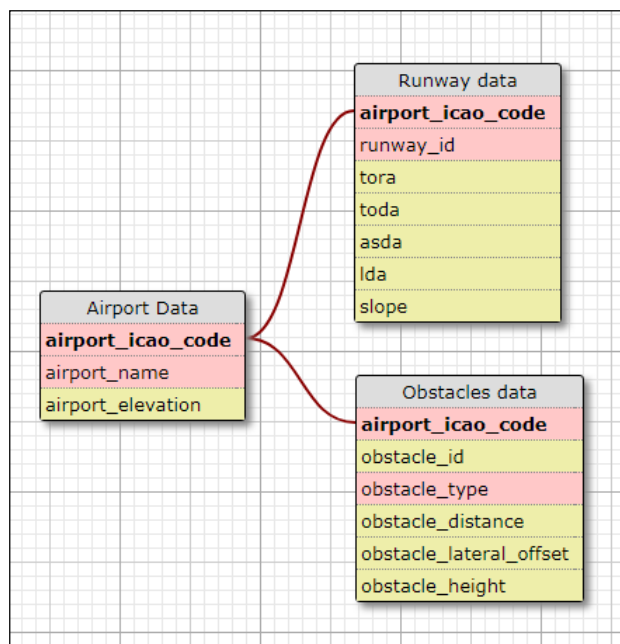 Runway data
airport_icao_code
runway_id
tora
toda
asda
lda
slope
Airport Data
airport_icao_code
airport_name
airport_elevation
Obstacles data
airport_icao_code
obstacle_id
obstacle_type
obstacle_distance
obstacle_lateral_offset
obstacle_height